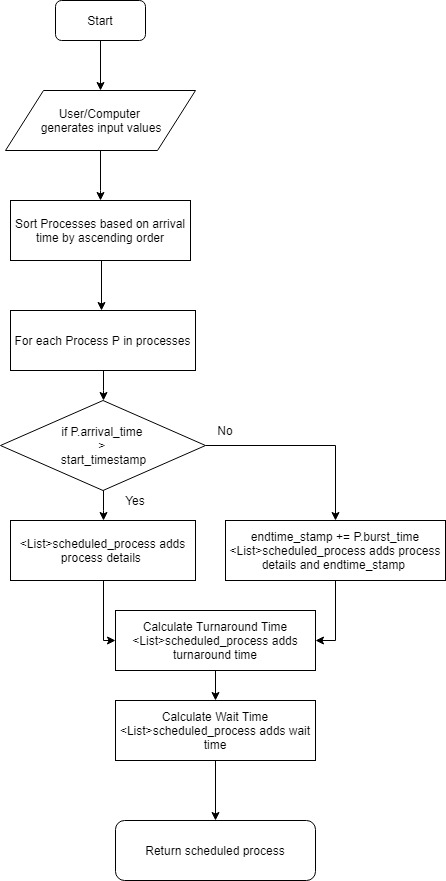 Start
User/Computer
generates input values
Sort Processes based on arrival
time by ascending order
For each Process P in processes
if P.arrival_time
>
start_timestamp
No
Yes
<List>scheduled_process adds
process details
endtime_stamp += P.burst_time
<List>scheduled_process adds process
details and endtime_stamp
Calculate Turnaround Time
<List>scheduled_process adds
turnaround time
Calculate Wait Time
<List>scheduled_process adds wait
time
Return scheduled process